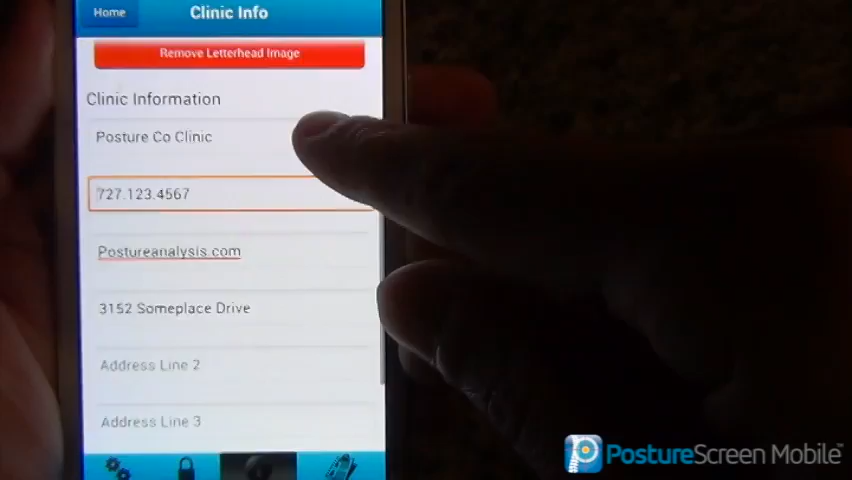 Home
Clinic Info
Remove Letterhead Image
Clinic Information
Posture Co Clinic
727.123.4567
Postureanalysis.com
3152 Someplace Drive
Address Line 2
Address Line 3
PostureScreen Mobile™